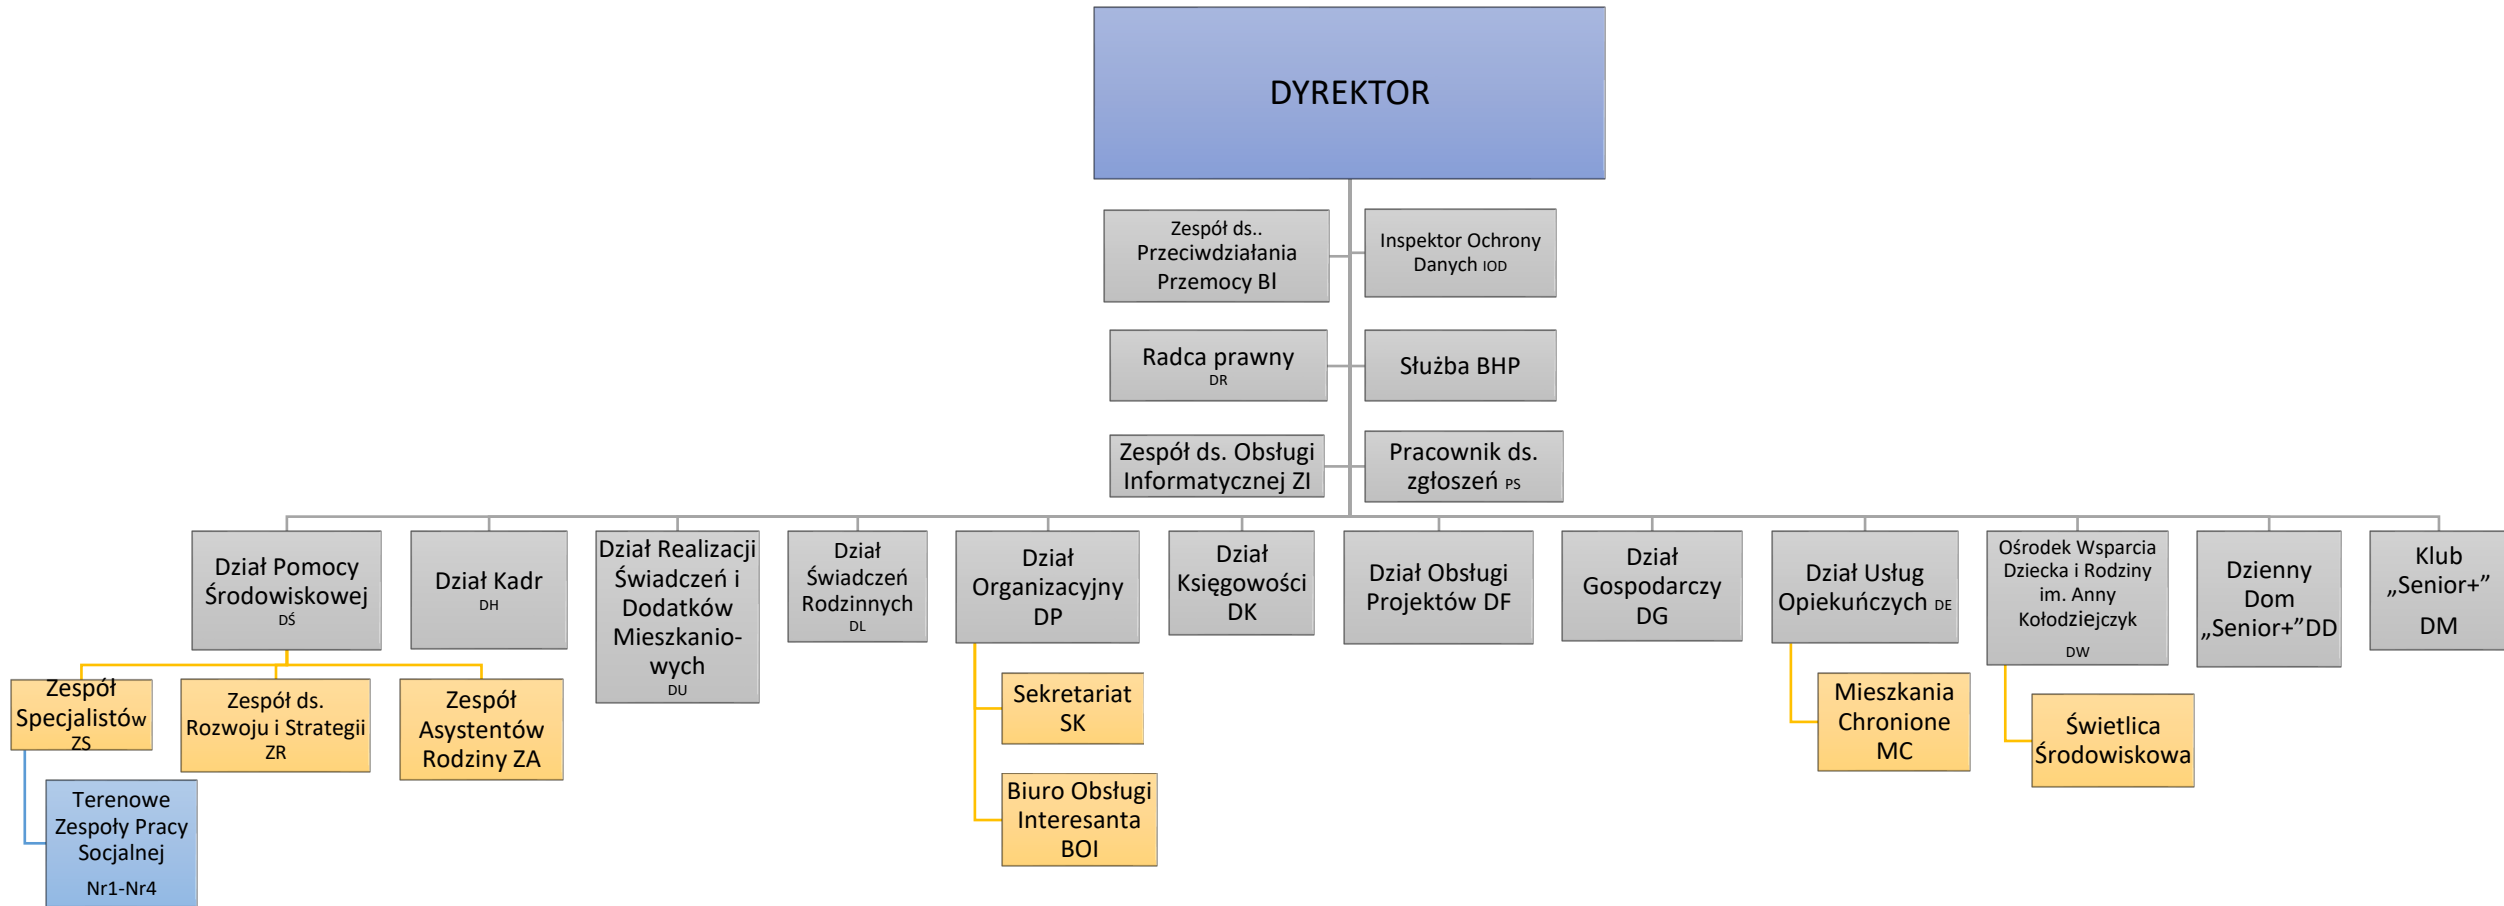 DYREKTOR
Zespół ds..
Przeciwdziałania
Przemocy BI
Inspektor Ochrony
Danych IOD
Radca prawny
DR
Służba BHP
Zespół ds. Obsługi
Informatycznej ZI
Pracownik ds.
zgłoszeń PS
Dział Pomocy
Środowiskowej
DŚ
Dział Kadr
DH
Dział Realizacji
Świadczeń i
Dodatków
Mieszkanio-
wych
DU
Dział
Świadczeń
Rodzinnych
DL
Dział
Organizacyjny
DP
Dział
Księgowości
DK
Dział Obsługi
Projektów DF
Dział
Gospodarczy
DG
Dział Usług
Opiekuńczych DE
Ośrodek Wsparcia
Dziecka i Rodziny
im. Anny
Kołodziejczyk
DW
Dzienny
Dom
„Senior+”DD
Klub
„Senior+”
DM
Zespół
Specjalistów
ZS
Zespół ds.
Rozwoju i Strategii
ZR
Zespół
Asystentów
Rodziny ZA
Sekretariat
SK
Mieszkania
Chronione
MC
Świetlica
Środowiskowa
Terenowe
Zespoły Pracy
Socjalnej
Nr1-Nr4
Biuro Obsługi
Interesanta
BOI